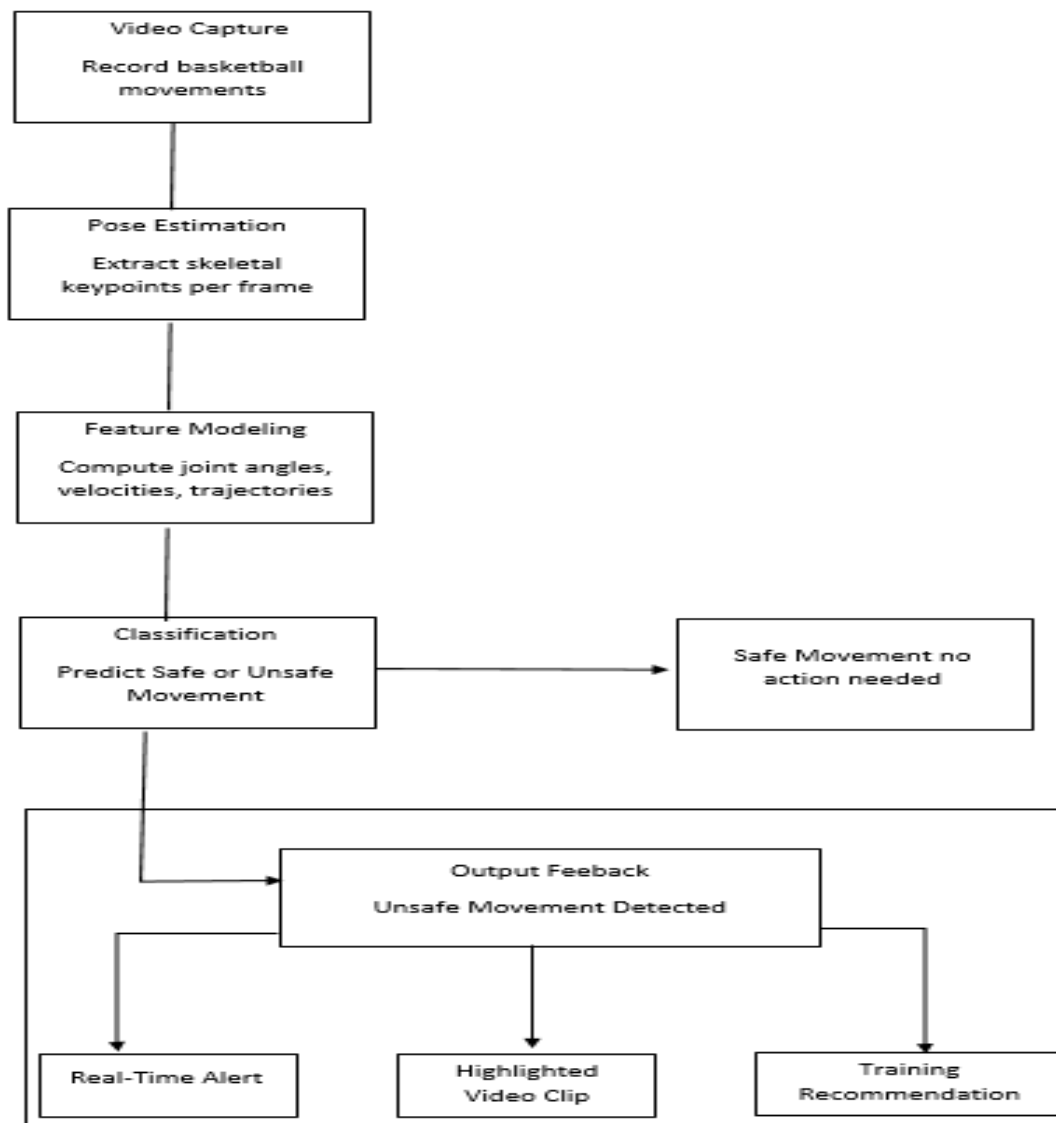 Video Capture
Record basketball
movements
Pose Estimation
Extract skeletal
keypoints per frame
Feature Modeling
Compute joint angles,
velocities, trajectories
Classification
Predict Safe or Unsafe
Movement
Safe Movement no
action needed
Output Feeback
Unsafe Movement Detected
Real-Time Alert
Highlighted
Video Clip
Training
Recommendation